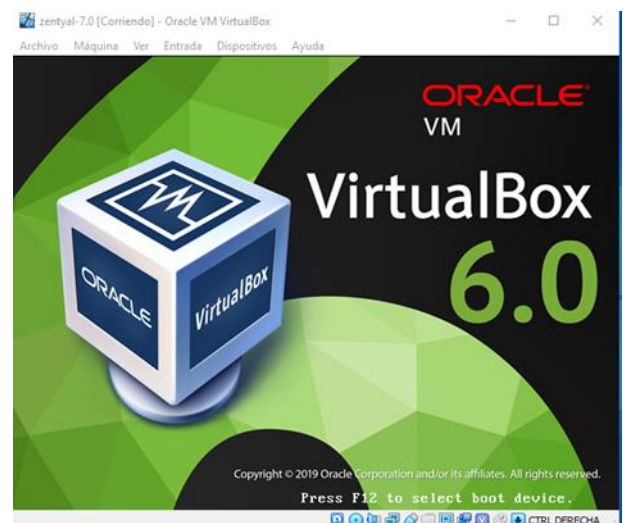 zentyal-7.0 [Corriendo] - Oracle VM VirtualBox
Archivo Máquina Ver Entrada Dispositivos Ayuda
ORACLE
VM
VirtualBox
6.0
ORACLE
VirtualBox
Copyright © 2019 Oracle Corporation and/or its affiliates. All rights reserved.
Press F12 to select boot device.
CTRL DERECHA